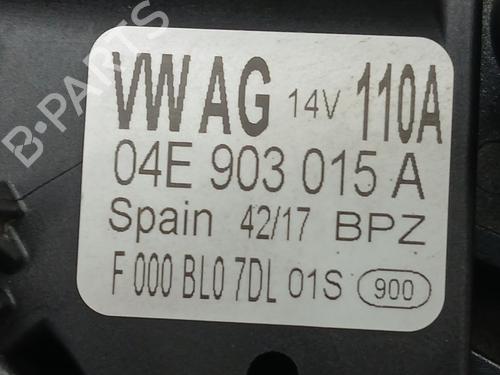 B-PARTS
VW AG 14V 110A
04E 903 015 A
Spain 42/17 BPZ
F 000 BL0 7DL 01S 900